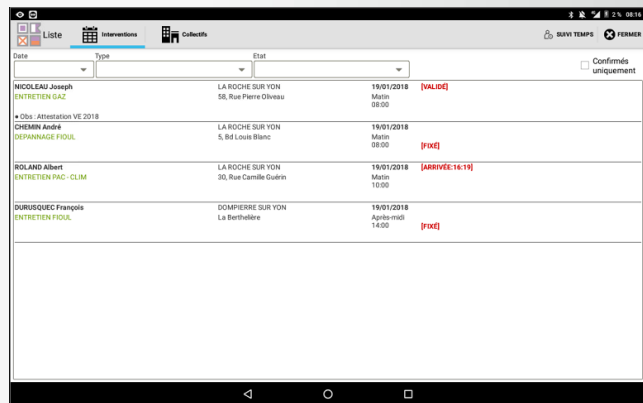 2 % 08:16
Liste Interventions Collectifs SUIVI TEMPS FERMER
Date Type Etat
Confirmés uniquement
NICOLEAU Joseph LA ROCHE SUR YON 19/01/2018 [VALIDÉ]
ENTRETIEN GAZ 58, Rue Pierre Oliveau Matin
08:00
• Obs : Attestation VE 2018
CHEMIN André LA ROCHE SUR YON 19/01/2018
DEPANNAGE FIOUL 5, Bd Louis Blanc Matin
08:00 [FIXÉ]
ROLAND Albert LA ROCHE SUR YON 19/01/2018 [ARRIVÉE:16:19]
ENTRETIEN PAC - CLIM 30, Rue Camille Guérin Matin
10:00
DURUSQUEC François DOMPIERRE SUR YON 19/01/2018
ENTRETIEN FIOUL La Berthelière Après-midi
14:00 [FIXÉ]